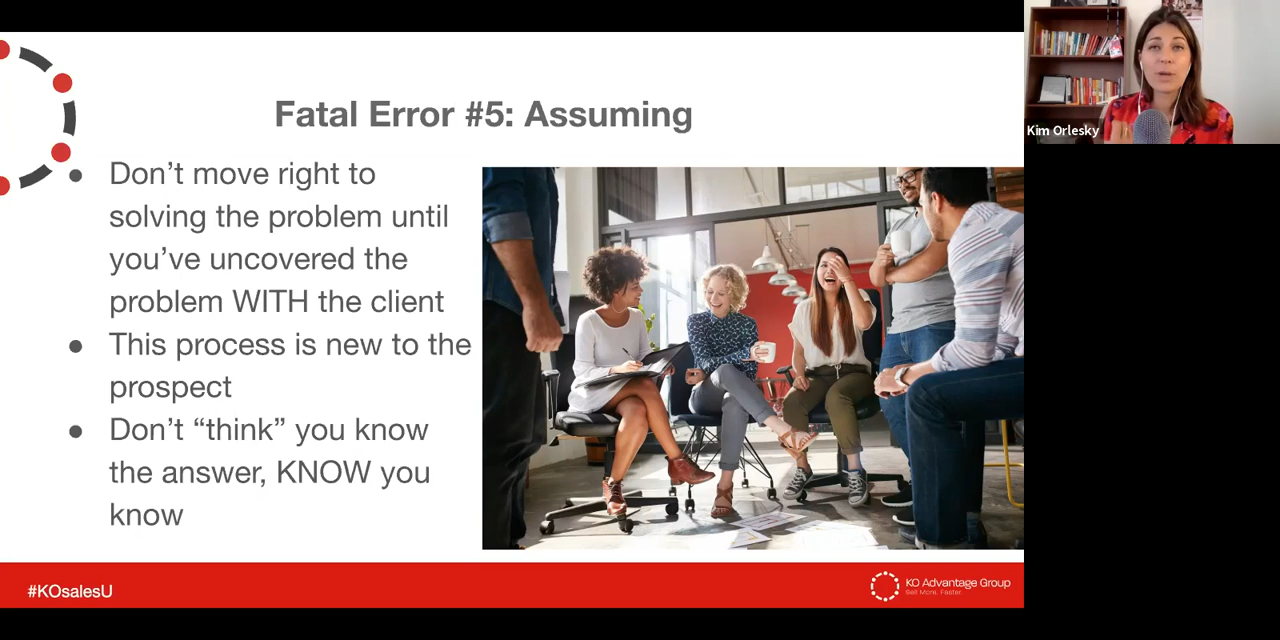 Fatal Error #5: Assuming
● Don’t move right to
solving the problem until
you’ve uncovered the
problem WITH the client
● This process is new to the
prospect
● Don’t “think” you know
the answer, KNOW you
know
#KOsalesU
KO Advantage Group
Sell More. Faster.
Kim Orlesky